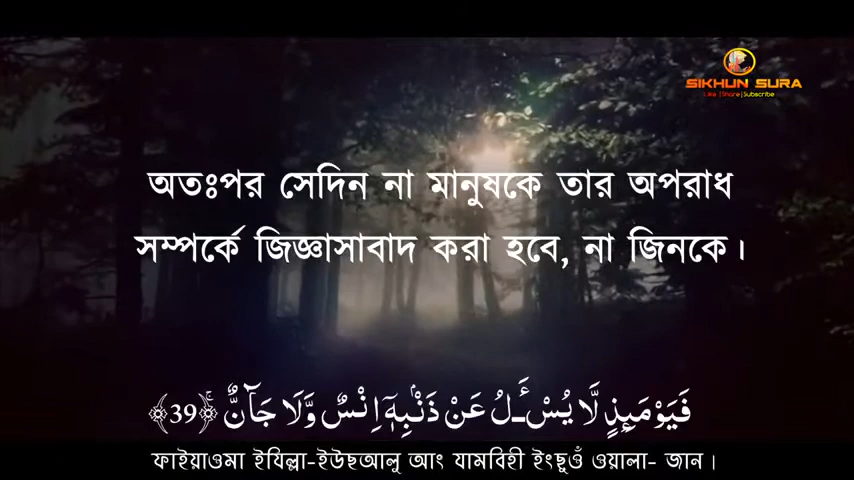 SIKHUN SURA
Like |Share|Subscribe
অতঃপর সেদিন না মানুষকে তার অপরাধ
সম্পর্কে জিজ্ঞাসাবাদ করা হবে, না জিনকে।
فَيَوْمَىِٕذٍ لَّا يُسْـَٔلُ عَنْ ذَنْۢبِهٖٓ اِنْسٌ وَّلَا جَآنٌّۚ ﴿39﴾
ফাইয়াওমা ইযিল্লা-ইউছআলু আং যামবিহী ইংছুওঁ ওয়ালা- জান।